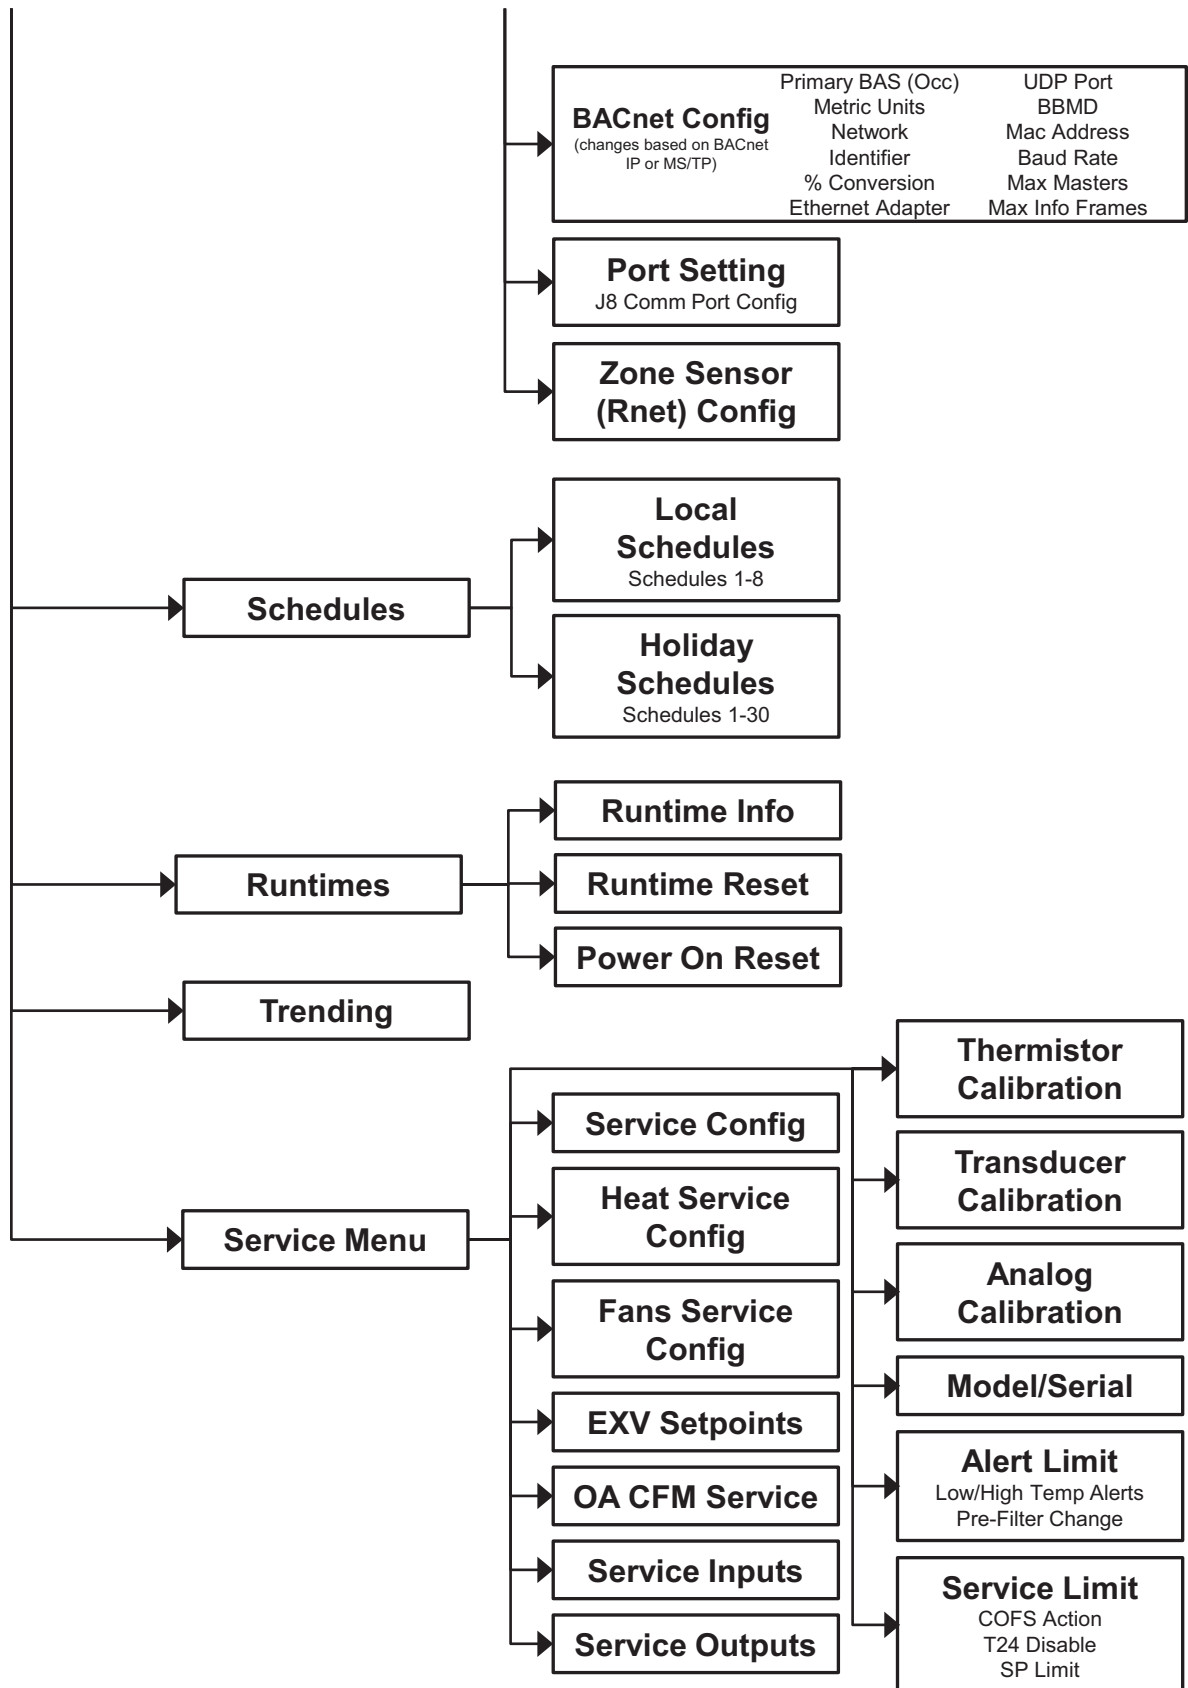 BACnet Config
(changes based on BACnet
IP or MS/TP)
Primary BAS (Occ)
Metric Units
Network
Identifier
% Conversion
Ethernet Adapter
UDP Port
BBMD
Mac Address
Baud Rate
Max Masters
Max Info Frames
Port Setting
J8 Comm Port Config
Zone Sensor
(Rnet) Config
Schedules
Local
Schedules
Schedules 1-8
Holiday
Schedules
Schedules 1-30
Runtimes
Runtime Info
Runtime Reset
Power On Reset
Trending
Service Menu
Service Config
Heat Service
Config
Fans Service
Config
EXV Setpoints
OA CFM Service
Service Inputs
Service Outputs
Thermistor
Calibration
Transducer
Calibration
Analog
Calibration
Model/Serial
Alert Limit
Low/High Temp Alerts
Pre-Filter Change
Service Limit
COFS Action
T24 Disable
SP Limit